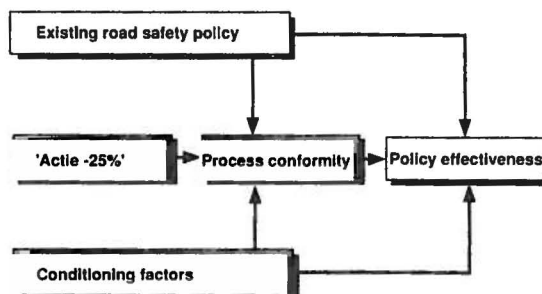 Existing road safety policy
'Actie -25%'
Process conformity
Policy effectiveness
Conditioning factors